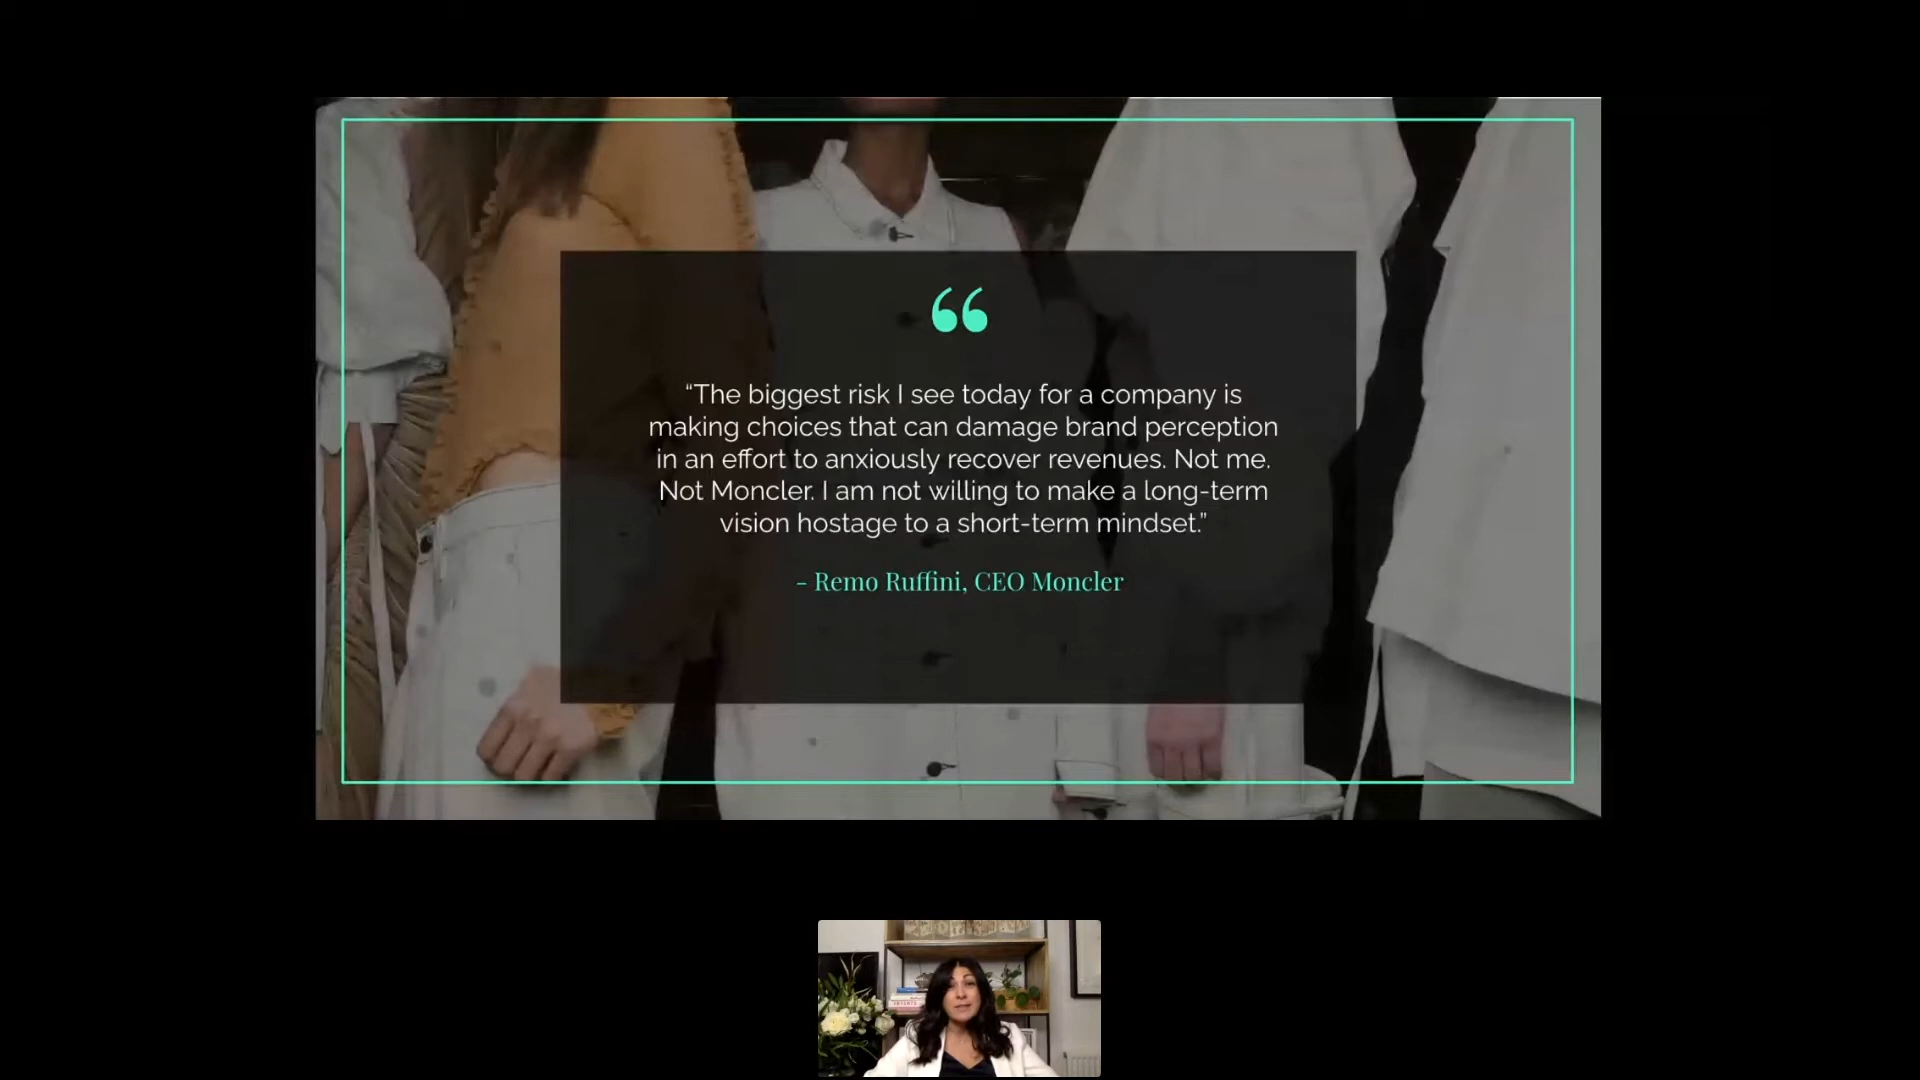 “The biggest risk I see today for a company is
making choices that can damage brand perception
in an effort to anxiously recover revenues. Not me.
Not Moncler. I am not willing to make a long-term
vision hostage to a short-term mindset.”
– Remo Ruffini, CEO Moncler